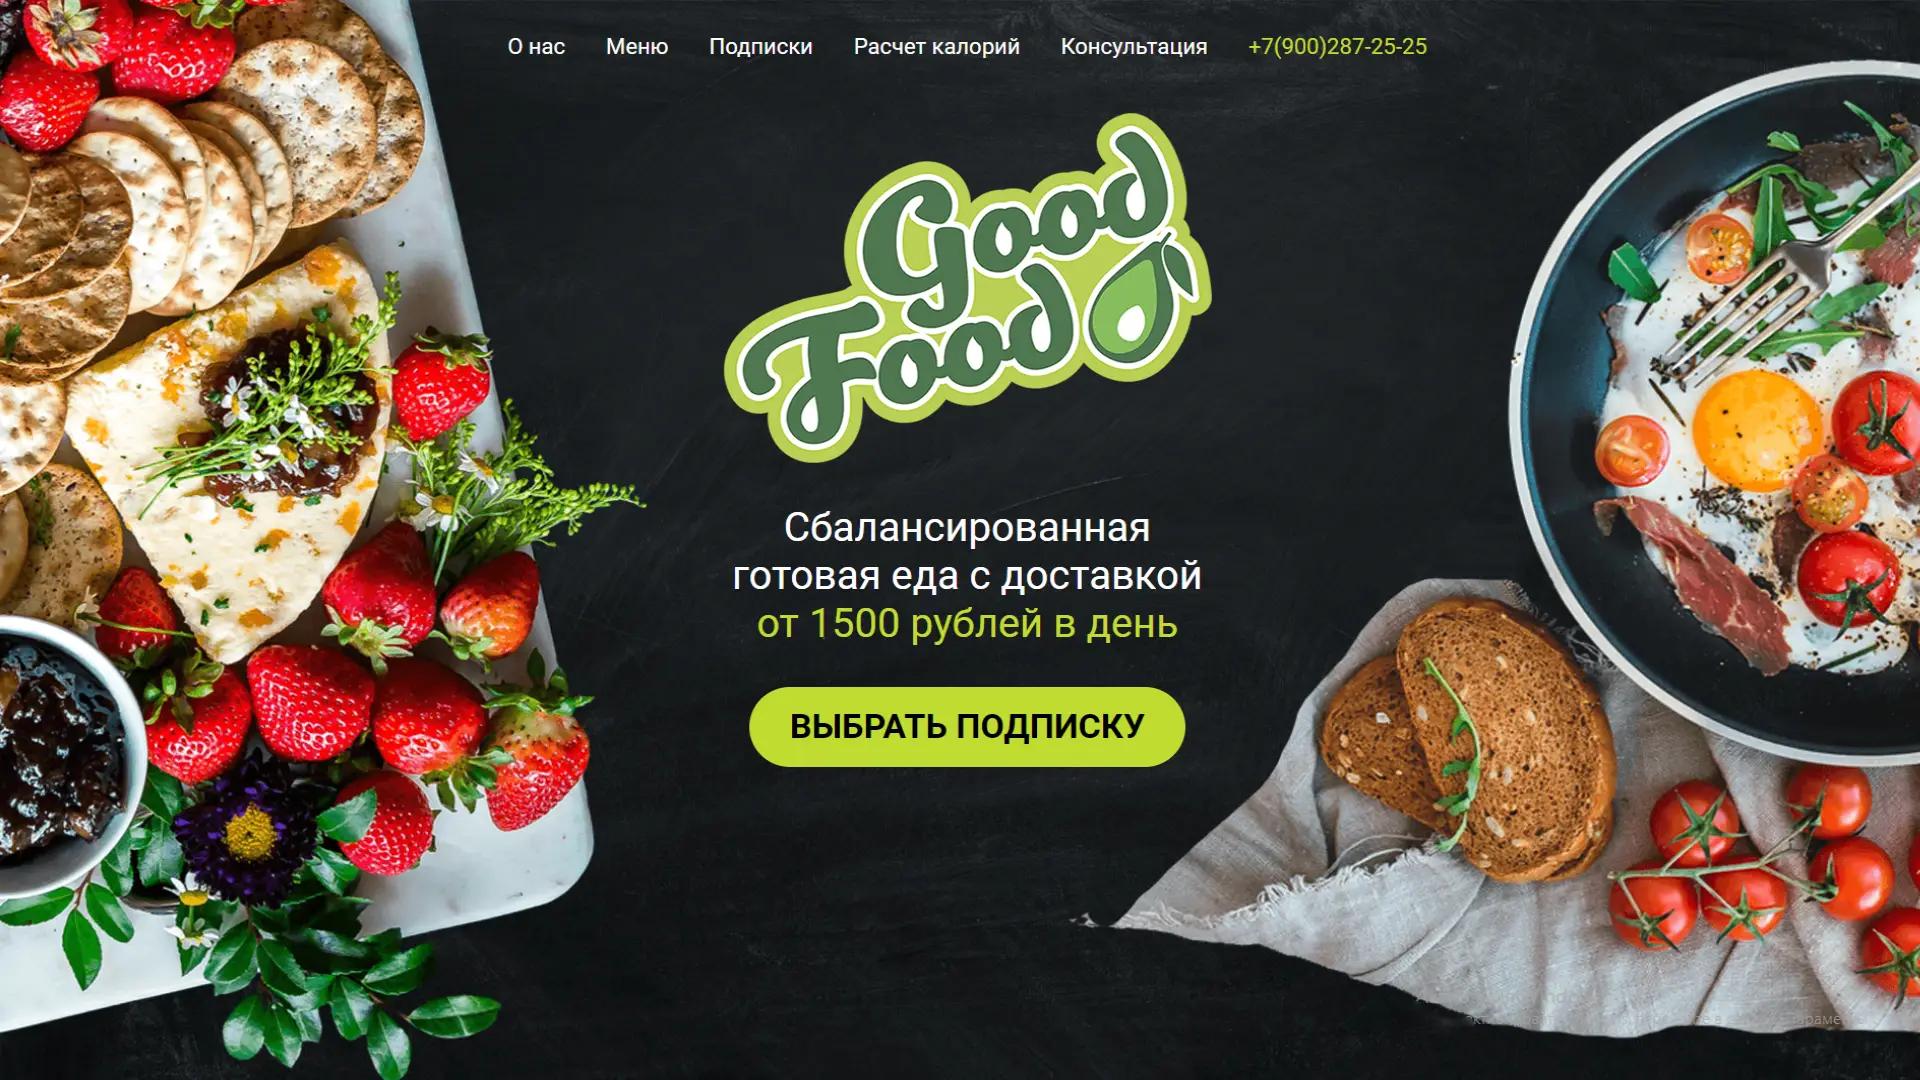 О нас Меню Подписки Расчет калорий Консультация +7(900)287-25-25
Good
Food
Сбалансированная
готовая еда с доставкой
от 1500 рублей в день
ВЫБРАТЬ ПОДПИСКУ